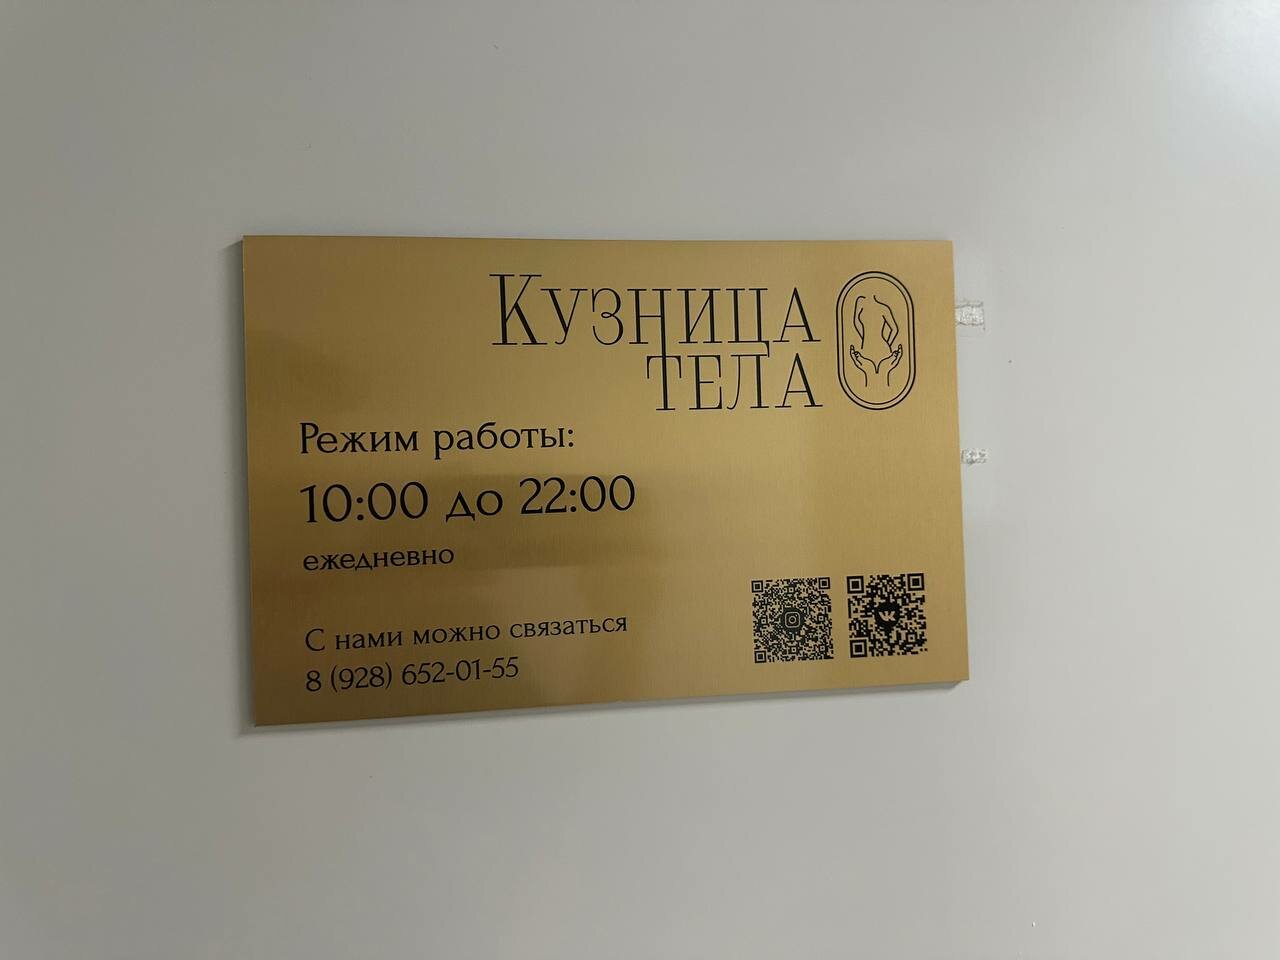 Кузница
тела
Режим работы:
10:00 до 22:00
ежедневно
С нами можно связаться
8 (928) 652-01-55